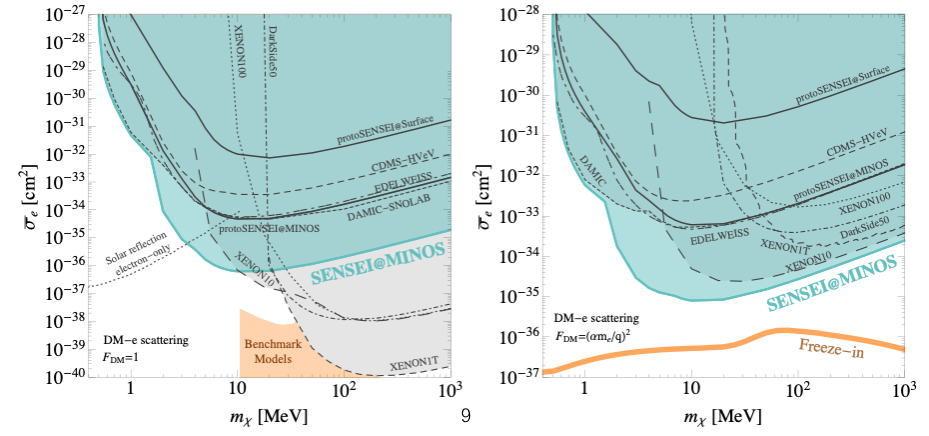 10⁻²⁷
10⁻²⁸
10⁻²⁹
10⁻³⁰
10⁻³¹
10⁻³²
10⁻³³
10⁻³⁴
10⁻³⁵
10⁻³⁶
10⁻³⁷
10⁻³⁸
10⁻³⁹
10⁻⁴⁰
σ̅ₑ [cm²]
XENON100
DarkSide50
protoSENSEI@Surface
CDMS-HVeV
EDELWEISS
DAMIC-SNOLAB
protoSENSEI@MINOS
Solar reflection
electron-only
XENON10
SENSEI@MINOS
DM-e scattering
F_DM=1
Benchmark
Models
XENON1T
1
10
10²
10³
mᵪ [MeV]
9
10⁻²⁸
10⁻²⁹
10⁻³⁰
10⁻³¹
10⁻³²
10⁻³³
10⁻³⁴
10⁻³⁵
10⁻³⁶
10⁻³⁷
σ̅ₑ [cm²]
protoSENSEI@Surface
CDMS-HVeV
DAMIC
protoSENSEI@MINOS
XENON100
EDELWEISS
XENON1T
DarkSide50
XENON10
SENSEI@MINOS
DM-e scattering
F_DM=(αmₑ/q)²
Freeze-in
1
10
10²
10³
mᵪ [MeV]